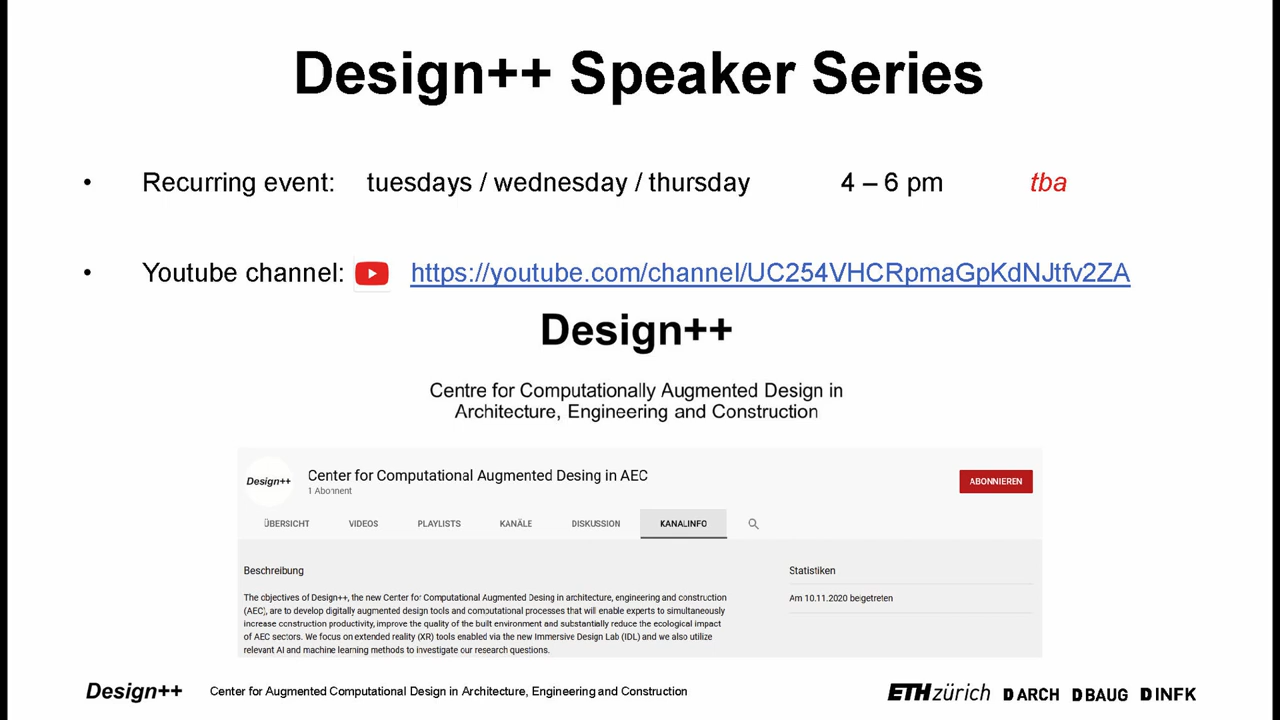 Design++ Speaker Series
• Recurring event: tuesdays / wednesday / thursday 4 – 6 pm tba
• Youtube channel: https://youtube.com/channel/UC254VHCRpmaGpKdNJtfv2ZA
Design++
Centre for Computationally Augmented Design in
Architecture, Engineering and Construction
Design++
Center for Computational Augmented Desing in AEC
1 Abonnent
ABONNIEREN
ÜBERSICHT VIDEOS PLAYLISTS KANÄLE DISKUSSION KANALINFO
Beschreibung
The objectives of Design++, the new Center for Computational Augmented Desing in architecture, engineering and construction
(AEC), are to develop digitally augmented design tools and computational processes that will enable experts to simultaneously
increase construction productivity, improve the quality of the built environment and substantially reduce the ecological impact
of AEC sectors. We focus on extended reality (XR) tools enabled via the new Immersive Design Lab (IDL) and we also utilize
relevant AI and machine learning methods to investigate our research questions.
Statistiken
Am 10.11.2020 beigetreten
Design++ Center for Augmented Computational Design in Architecture, Engineering and Construction
ETH zürich D ARCH D BAUG D INFK